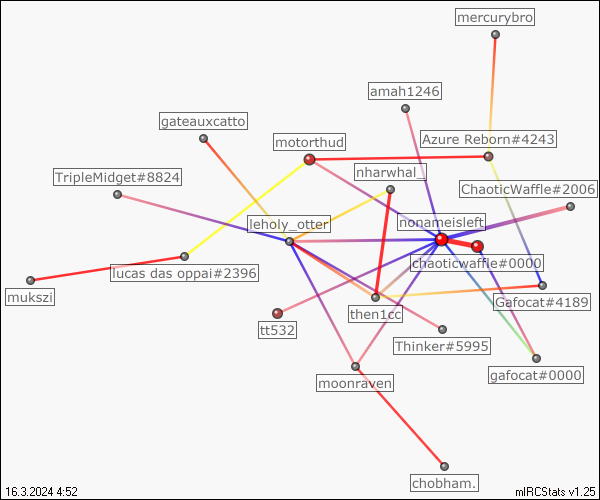 mercurybro
amah1246
gateauxcatto
motorthud
Azure Reborn#4243
nharwhal_
TripleMidget#8824
ChaoticWaffle#2006
leholy_otter
nonameisleft
chaoticwaffle#0000
lucas das oppai#2396
mukszi
Gafocat#4189
then1cc
tt532
Thinker#5995
gafocat#0000
moonraven
chobham.
16.3.2024 4:52
mIRCStats v1.25